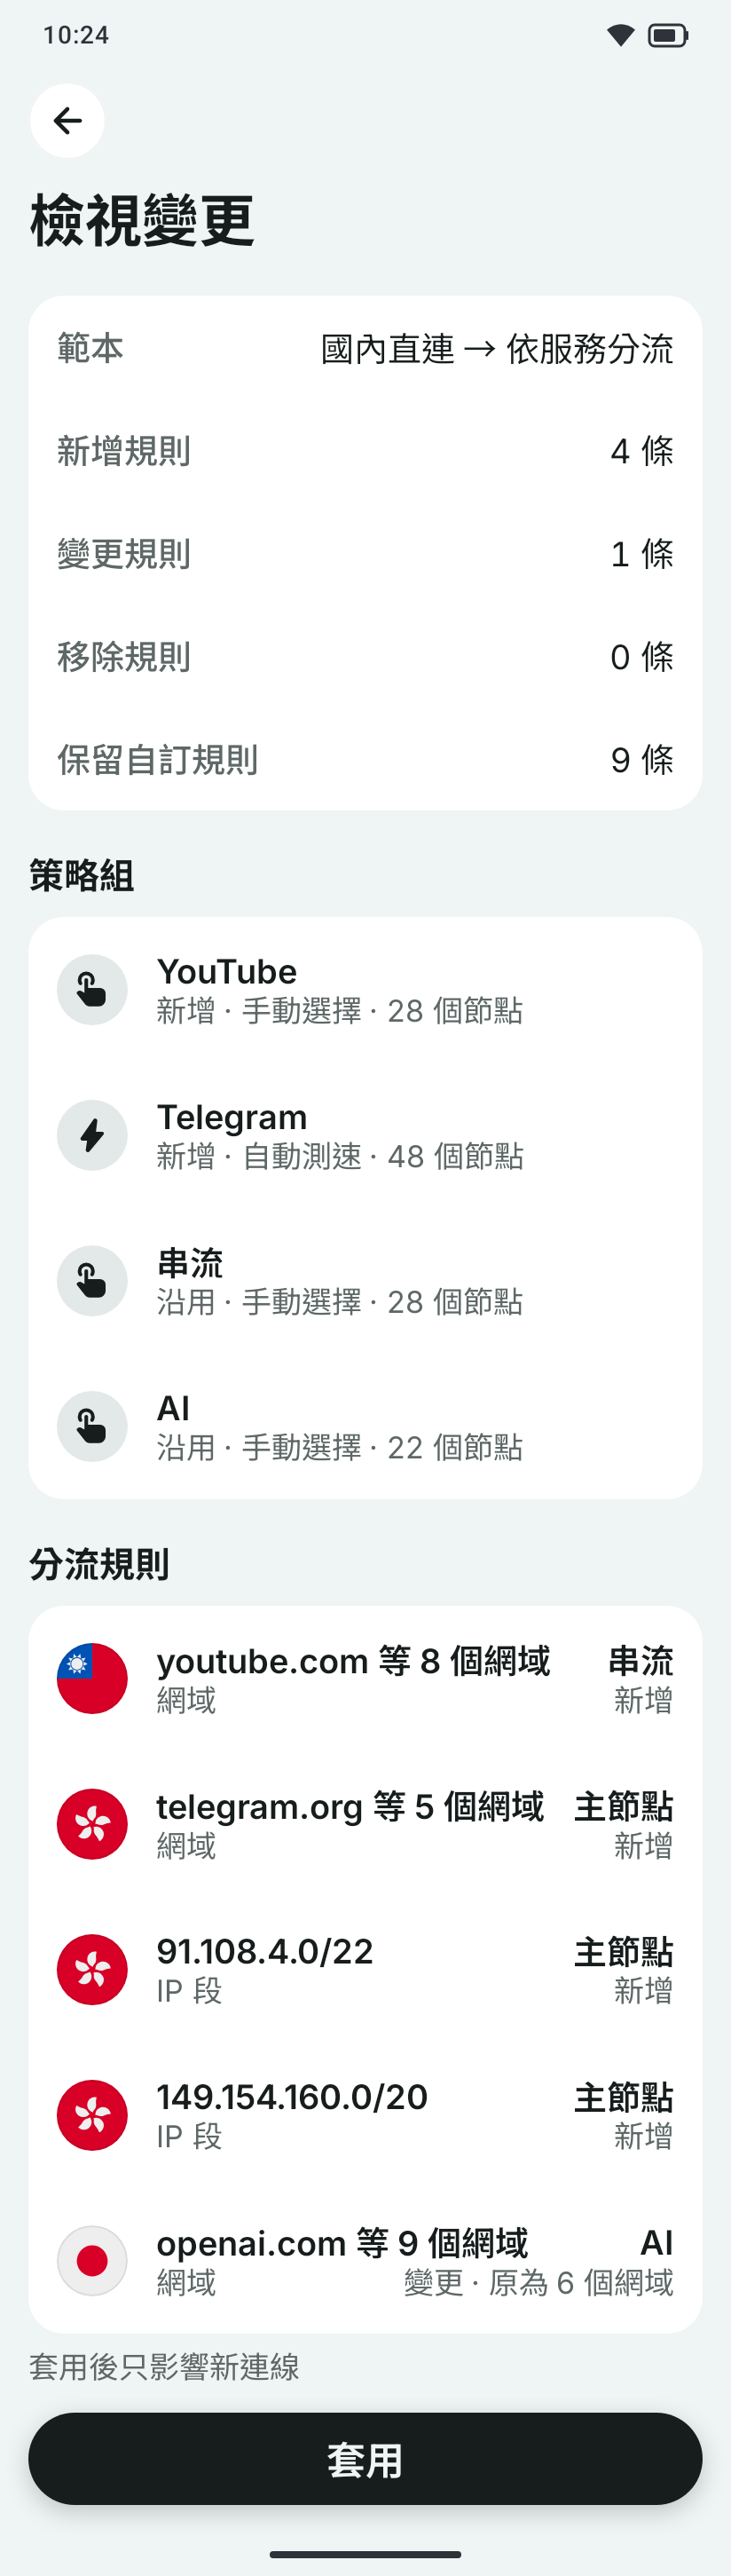 10:24
檢視變更
範本 國內直連 → 依服務分流
新增規則 4 條
變更規則 1 條
移除規則 0 條
保留自訂規則 9 條
策略組
YouTube
新增 · 手動選擇 · 28 個節點
Telegram
新增 · 自動測速 · 48 個節點
串流
沿用 · 手動選擇 · 28 個節點
AI
沿用 · 手動選擇 · 22 個節點
分流規則
youtube.com 等 8 個網域 串流
網域 新增
telegram.org 等 5 個網域 主節點
網域 新增
91.108.4.0/22 主節點
IP 段 新增
149.154.160.0/20 主節點
IP 段 新增
openai.com 等 9 個網域 AI
網域 變更 · 原為 6 個網域
套用後只影響新連線
套用